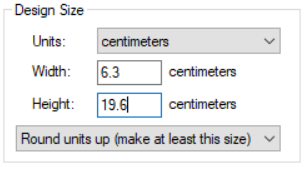 Design Size
Units: centimeters
Width: 6.3 centimeters
Height: 19.6 centimeters
Round units up (make at least this size)